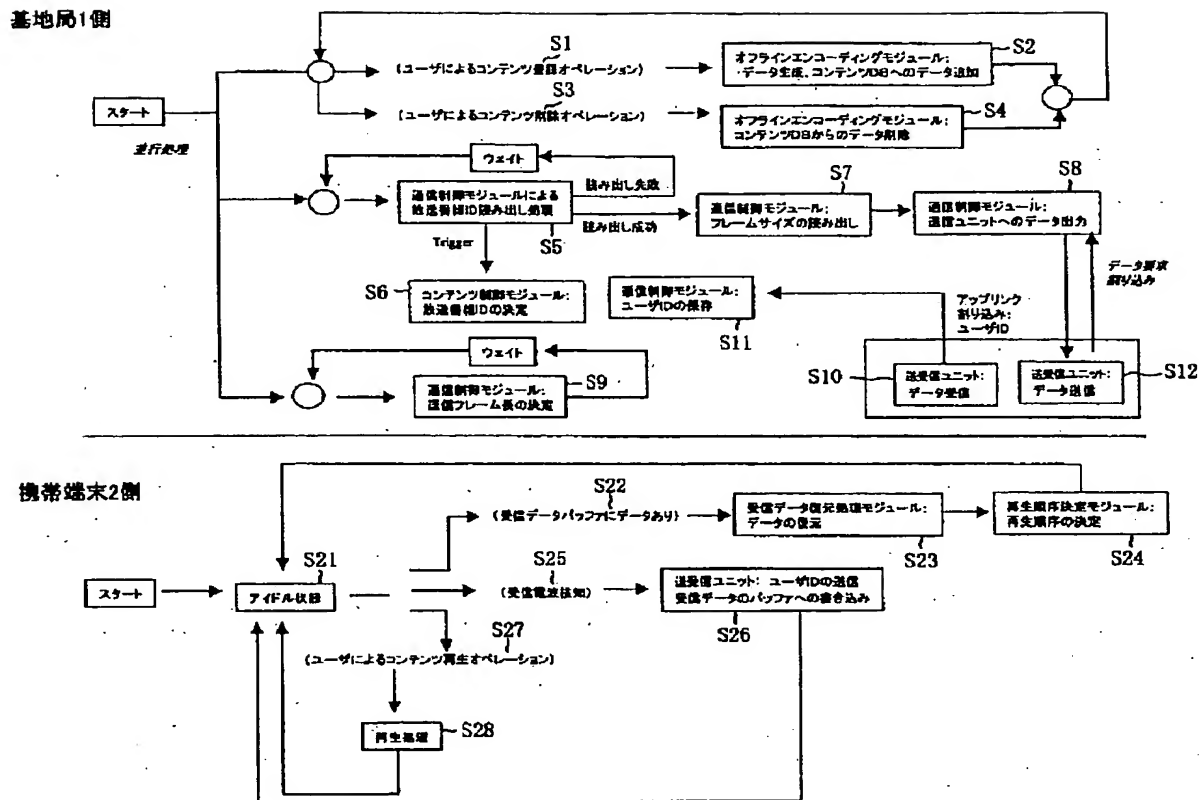 基地局1側
S1
(ユーザによるコンテンツ登録オペレーション)
S2
オフラインエンコーディングモジュール:
・データ生成、コンテンツDBへのデータ追加
S3
(ユーザによるコンテンツ削除オペレーション)
S4
オフラインエンコーディングモジュール:
コンテンツDBからのデータ削除
スタート
並行処理
ウェイト
通信制御モジュールによる
放送番組ID読み出し処理
S5
読み出し失敗
読み出し成功
Trigger
S7
通信制御モジュール:
フレームサイズの読み出し
S8
通信制御モジュール:
送信ユニットへのデータ出力
データ要求
割り込み
S6
コンテンツ制御モジュール:
放送番組IDの決定
通信制御モジュール:
ユーザIDの保存
S11
アップリンク
割り込み:
ユーザID
ウェイト
通信制御モジュール:
送信フレーム長の決定
S9
S10
送受信ユニット:
データ受信
送受信ユニット:
データ送信
S12
携帯端末2側
S22
(受信データバッファにデータあり)
受信データ復元処理モジュール:
データの復元
S23
再生順序決定モジュール:
再生順序の決定
S24
スタート
S21
アイドル状態
S25
(受信電波検知)
送受信ユニット: ユーザIDの送信
受信データのバッファへの書き込み
S26
S27
(ユーザによるコンテンツ再生オペレーション)
再生処理
S28